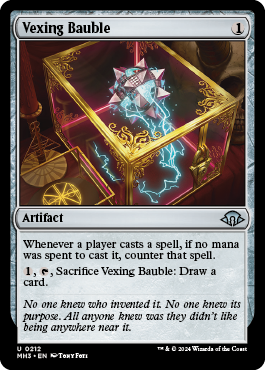 Vexing Bauble 1
Artifact
Whenever a player casts a spell, if no mana
was spent to cast it, counter that spell.
1, , Sacrifice Vexing Bauble: Draw a
card.
No one knew who invented it. No one knew its
purpose. All anyone knew was they didn't like
being anywhere near it.
U 0212
MH3 • EN Tony Foti
™ & © 2024 Wizards of the Coast